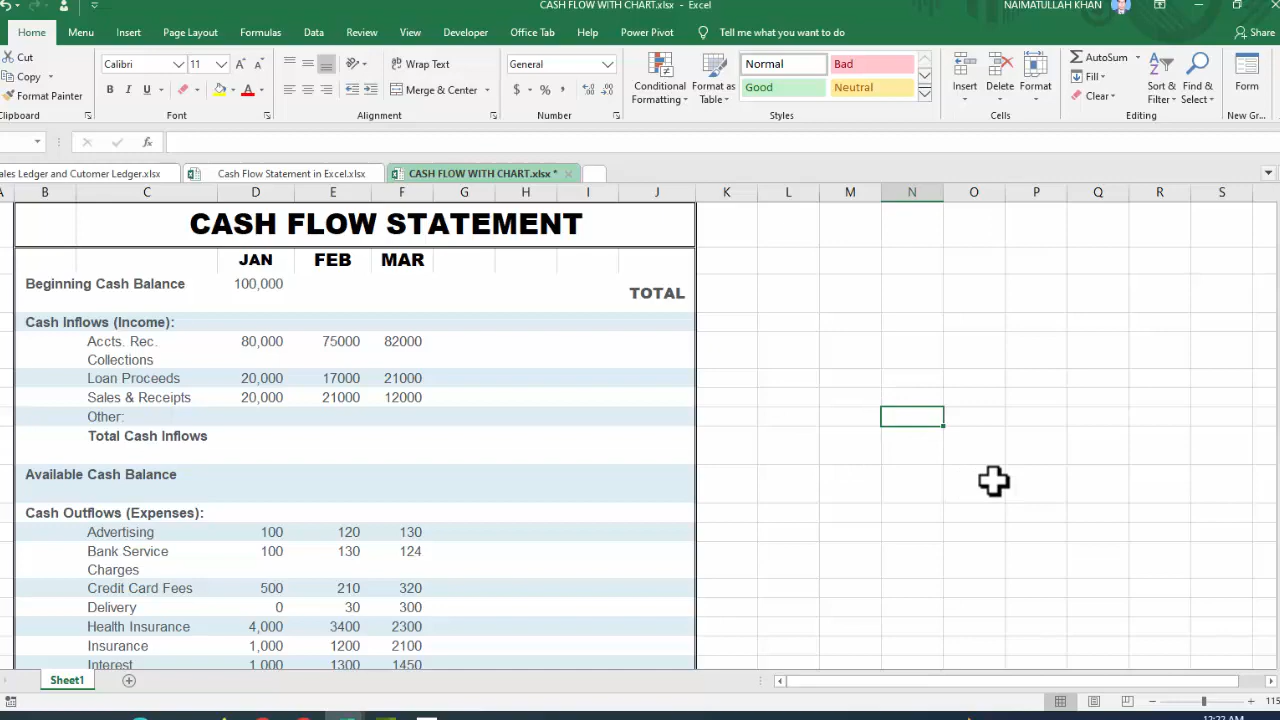 CASH FLOW WITH CHART.xlsx - Excel
NAIMATULLAH KHAN
Home Menu Insert Page Layout Formulas Data Review View Developer Office Tab Help Power Pivot Tell me what you want to do Share
Cut
Copy
Format Painter
Clipboard
Calibri 11
B I U
Font
Wrap Text
Merge & Center
Alignment
General
$ % ,
Number
Conditional Formatting
Format as Table
Normal Bad
Good Neutral
Styles
Insert Delete Format
Cells
AutoSum
Fill
Clear
Sort & Filter
Find & Select
Editing
Form
New Gr...
fx
ales Ledger and Cutomer Ledger.xlsx Cash Flow Statement in Excel.xlsx CASH FLOW WITH CHART.xlsx *
A B C D E F G H I J K L M N O P Q R S
CASH FLOW STATEMENT
JAN FEB MAR
Beginning Cash Balance 100,000
TOTAL
Cash Inflows (Income):
Accts. Rec. 80,000 75000 82000
Collections
Loan Proceeds 20,000 17000 21000
Sales & Receipts 20,000 21000 12000
Other:
Total Cash Inflows
Available Cash Balance
Cash Outflows (Expenses):
Advertising 100 120 130
Bank Service 100 130 124
Charges
Credit Card Fees 500 210 320
Delivery 0 30 300
Health Insurance 4,000 3400 2300
Insurance 1,000 1200 2100
Interest 1,000 1300 1450
Sheet1
115
12:22 AM